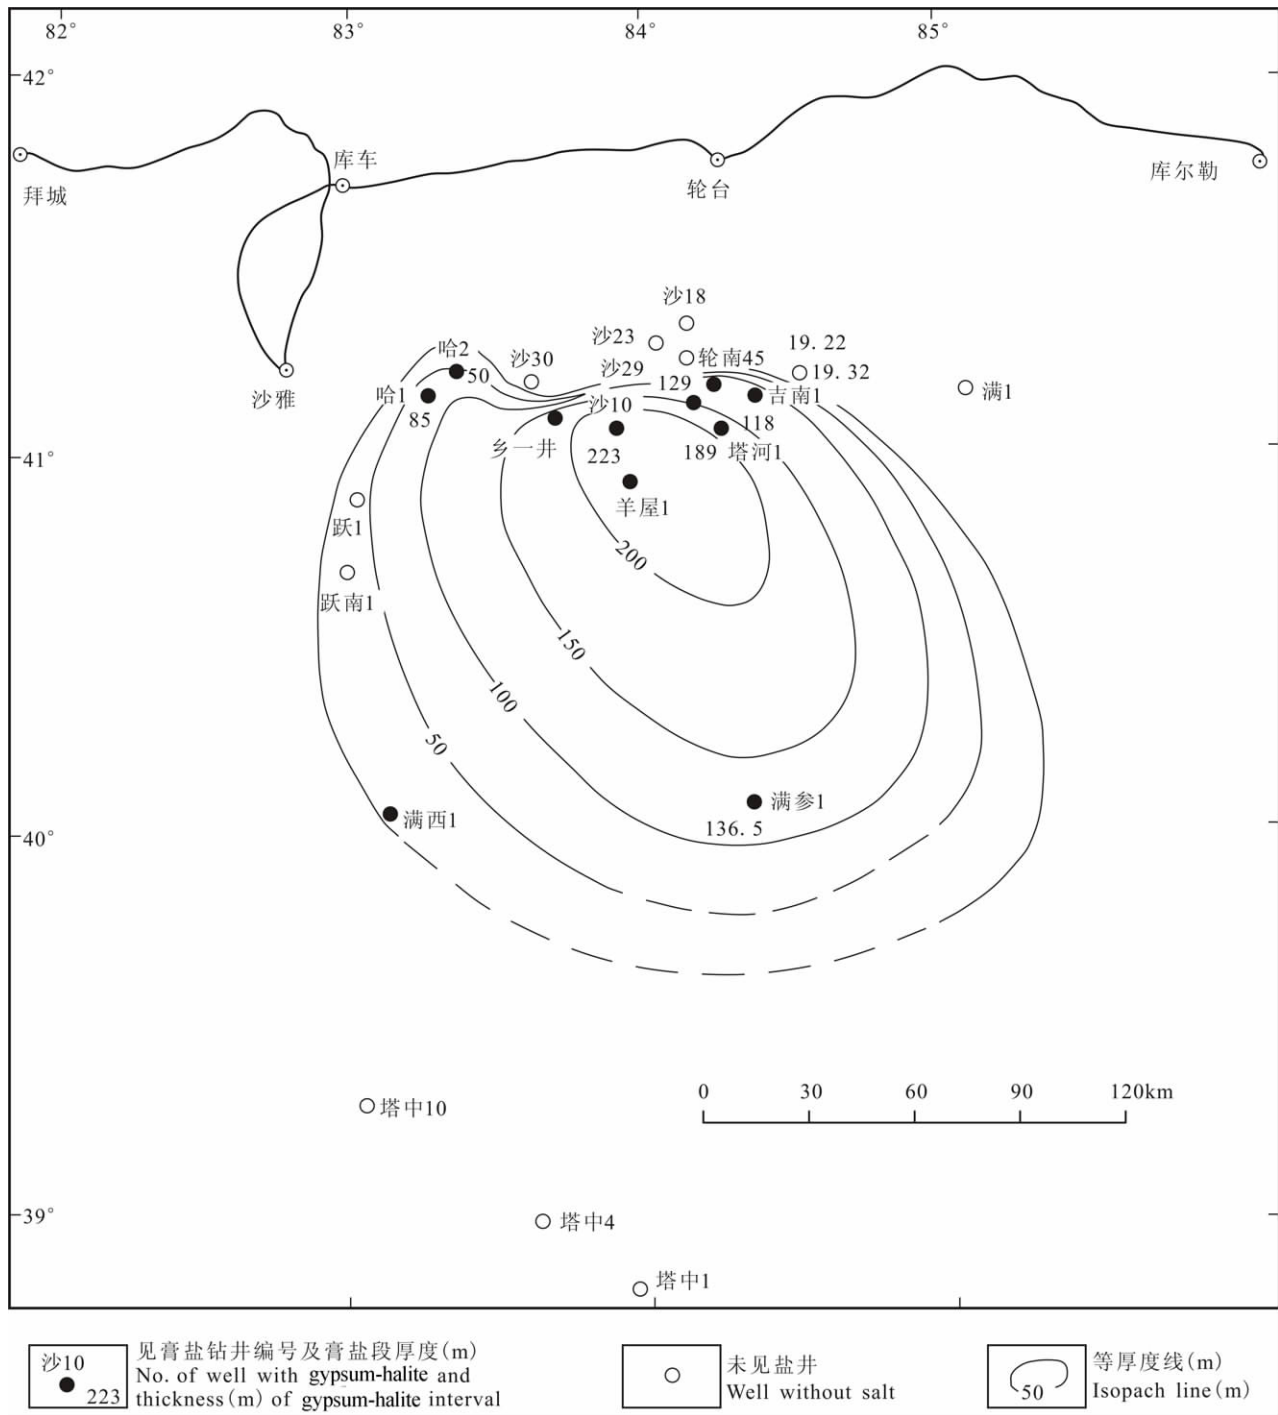 82° 83° 84° 85°
42°
库车
拜城
轮台
库尔勒
沙18
沙23
19.22
哈2
沙30
轮南45
沙29
19.32
沙雅
哈1
50
129
吉南1
满1
85
沙10
118
乡一井
223
189
塔河1
41°
羊屋1
跃1
200
跃南1
150
100
50
满参1
满西1
136.5
40°
0 30 60 90 120km
塔中10
39°
塔中4
塔中1
沙10
223
见膏盐钻井编号及膏盐段厚度(m)
No. of well with gypsum-halite and
thickness(m) of gypsum-halite interval
未见盐井
Well without salt
50
等厚度线(m)
Isopach line(m)